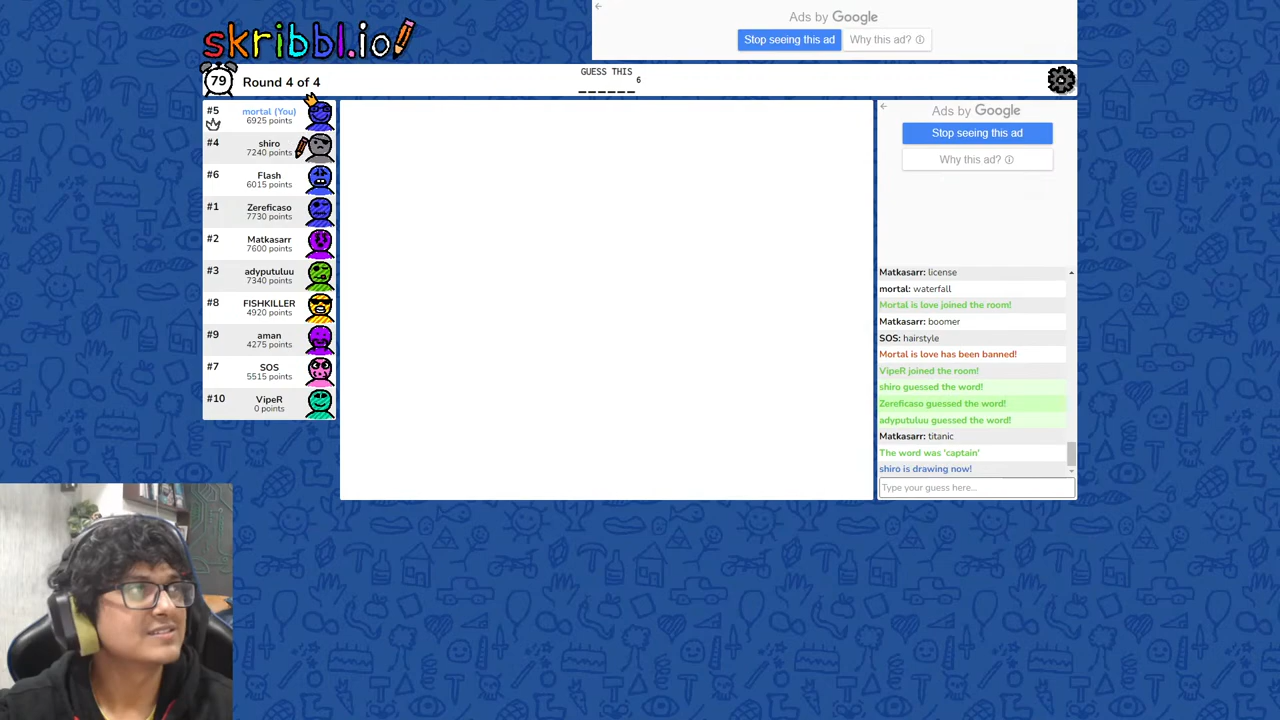 Ads by Google
Stop seeing this ad
Why this ad?
skribbl.io
79
Round 4 of 4
GUESS THIS
______ 6
#5 mortal (You)
6925 points
#4 shiro
7240 points
#6 Flash
6015 points
#1 Zereficaso
7730 points
#2 Matkasarr
7600 points
#3 adyputuluu
7340 points
#8 FISHKILLER
4920 points
#9 aman
4275 points
#7 SOS
5515 points
#10 VipeR
0 points
Ads by Google
Stop seeing this ad
Why this ad?
Matkasarr: license
mortal: waterfall
Mortal is love joined the room!
Matkasarr: boomer
SOS: hairstyle
Mortal is love has been banned!
VipeR joined the room!
shiro guessed the word!
Zereficaso guessed the word!
adyputuluu guessed the word!
Matkasarr: titanic
The word was 'captain'
shiro is drawing now!
Type your guess here...